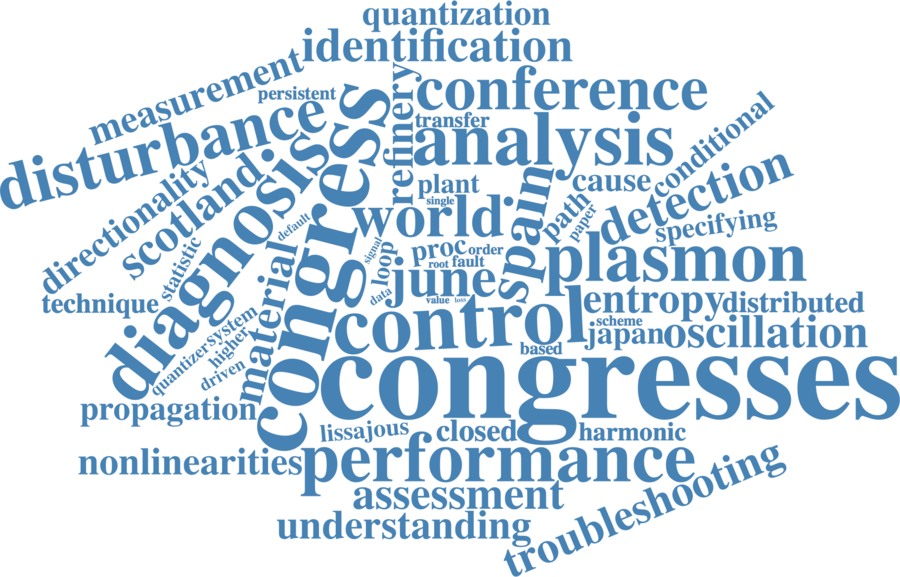 quantization
identification
measurement
persistent
conference
refinery
transfer
disturbance
analysis
conditional
congress
scotland
diagnosis
directionality
plant
cause
single
detection
world
spain
path
paper
specifying
default
statistic
signal
loop
proc
order
root
fault
plasmon
june
data
value
loss
material
technique
control
entropy
distributed
scheme
japan
oscillation
system
quantizer
higher
driven
based
congresses
propagation
lissajous
closed
harmonic
nonlinearities
performance
assessment
troubleshooting
understanding